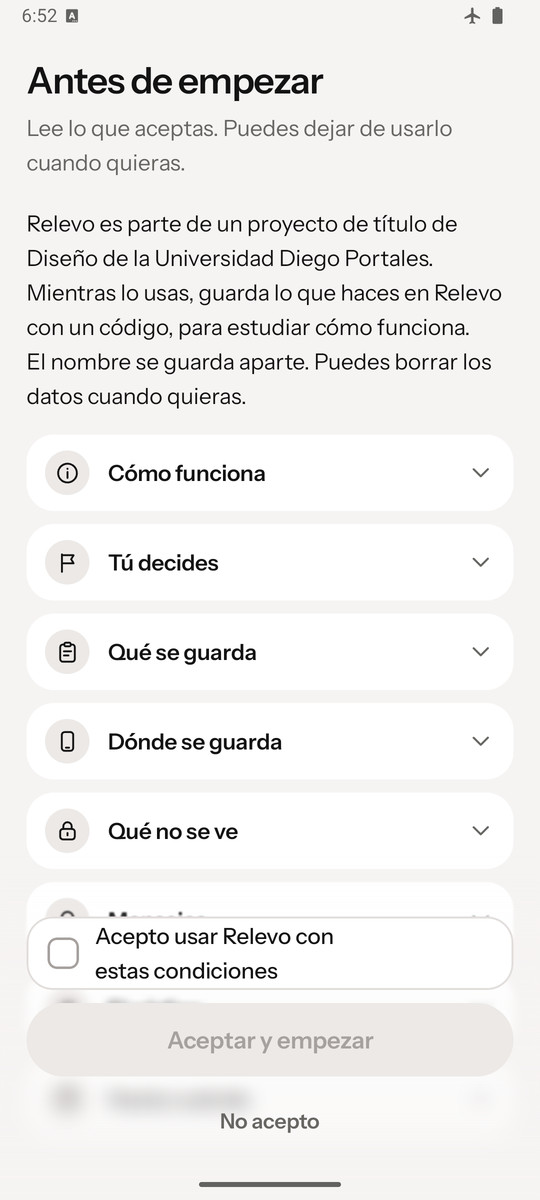 6:52
Antes de empezar
Lee lo que aceptas. Puedes dejar de usarlo
cuando quieras.
Relevo es parte de un proyecto de título de
Diseño de la Universidad Diego Portales.
Mientras lo usas, guarda lo que haces en Relevo
con un código, para estudiar cómo funciona.
El nombre se guarda aparte. Puedes borrar los
datos cuando quieras.
Cómo funciona
Tú decides
Qué se guarda
Dónde se guarda
Qué no se ve
Acepto usar Relevo con
estas condiciones
Aceptar y empezar
No acepto